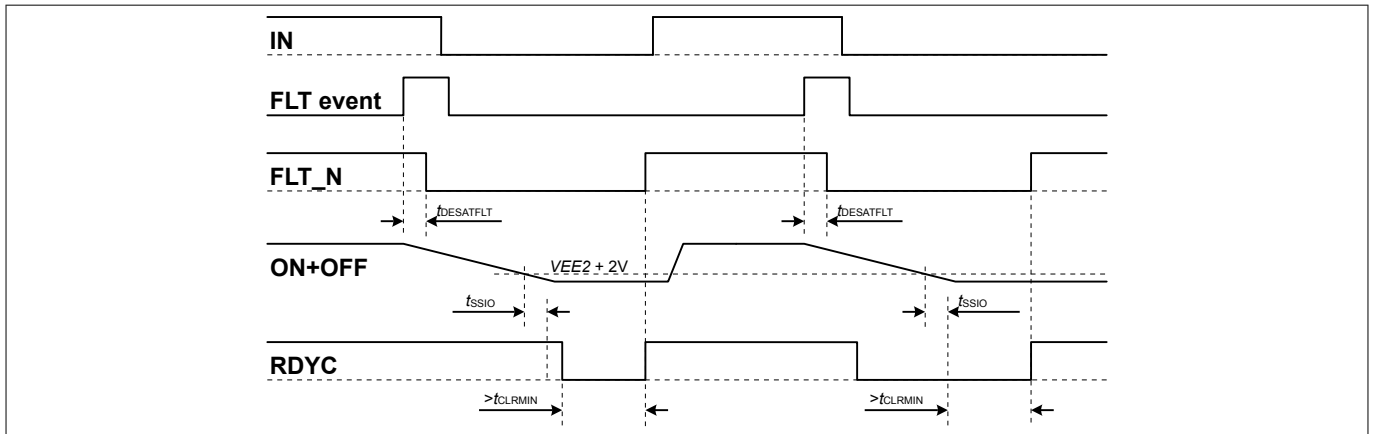 IN
FLT event
FLT_N
tDESATFLT
tDESATFLT
ON+OFF
VEE2 + 2V
tSSIO
tSSIO
RDYC
>tCLRMIN
>tCLRMIN